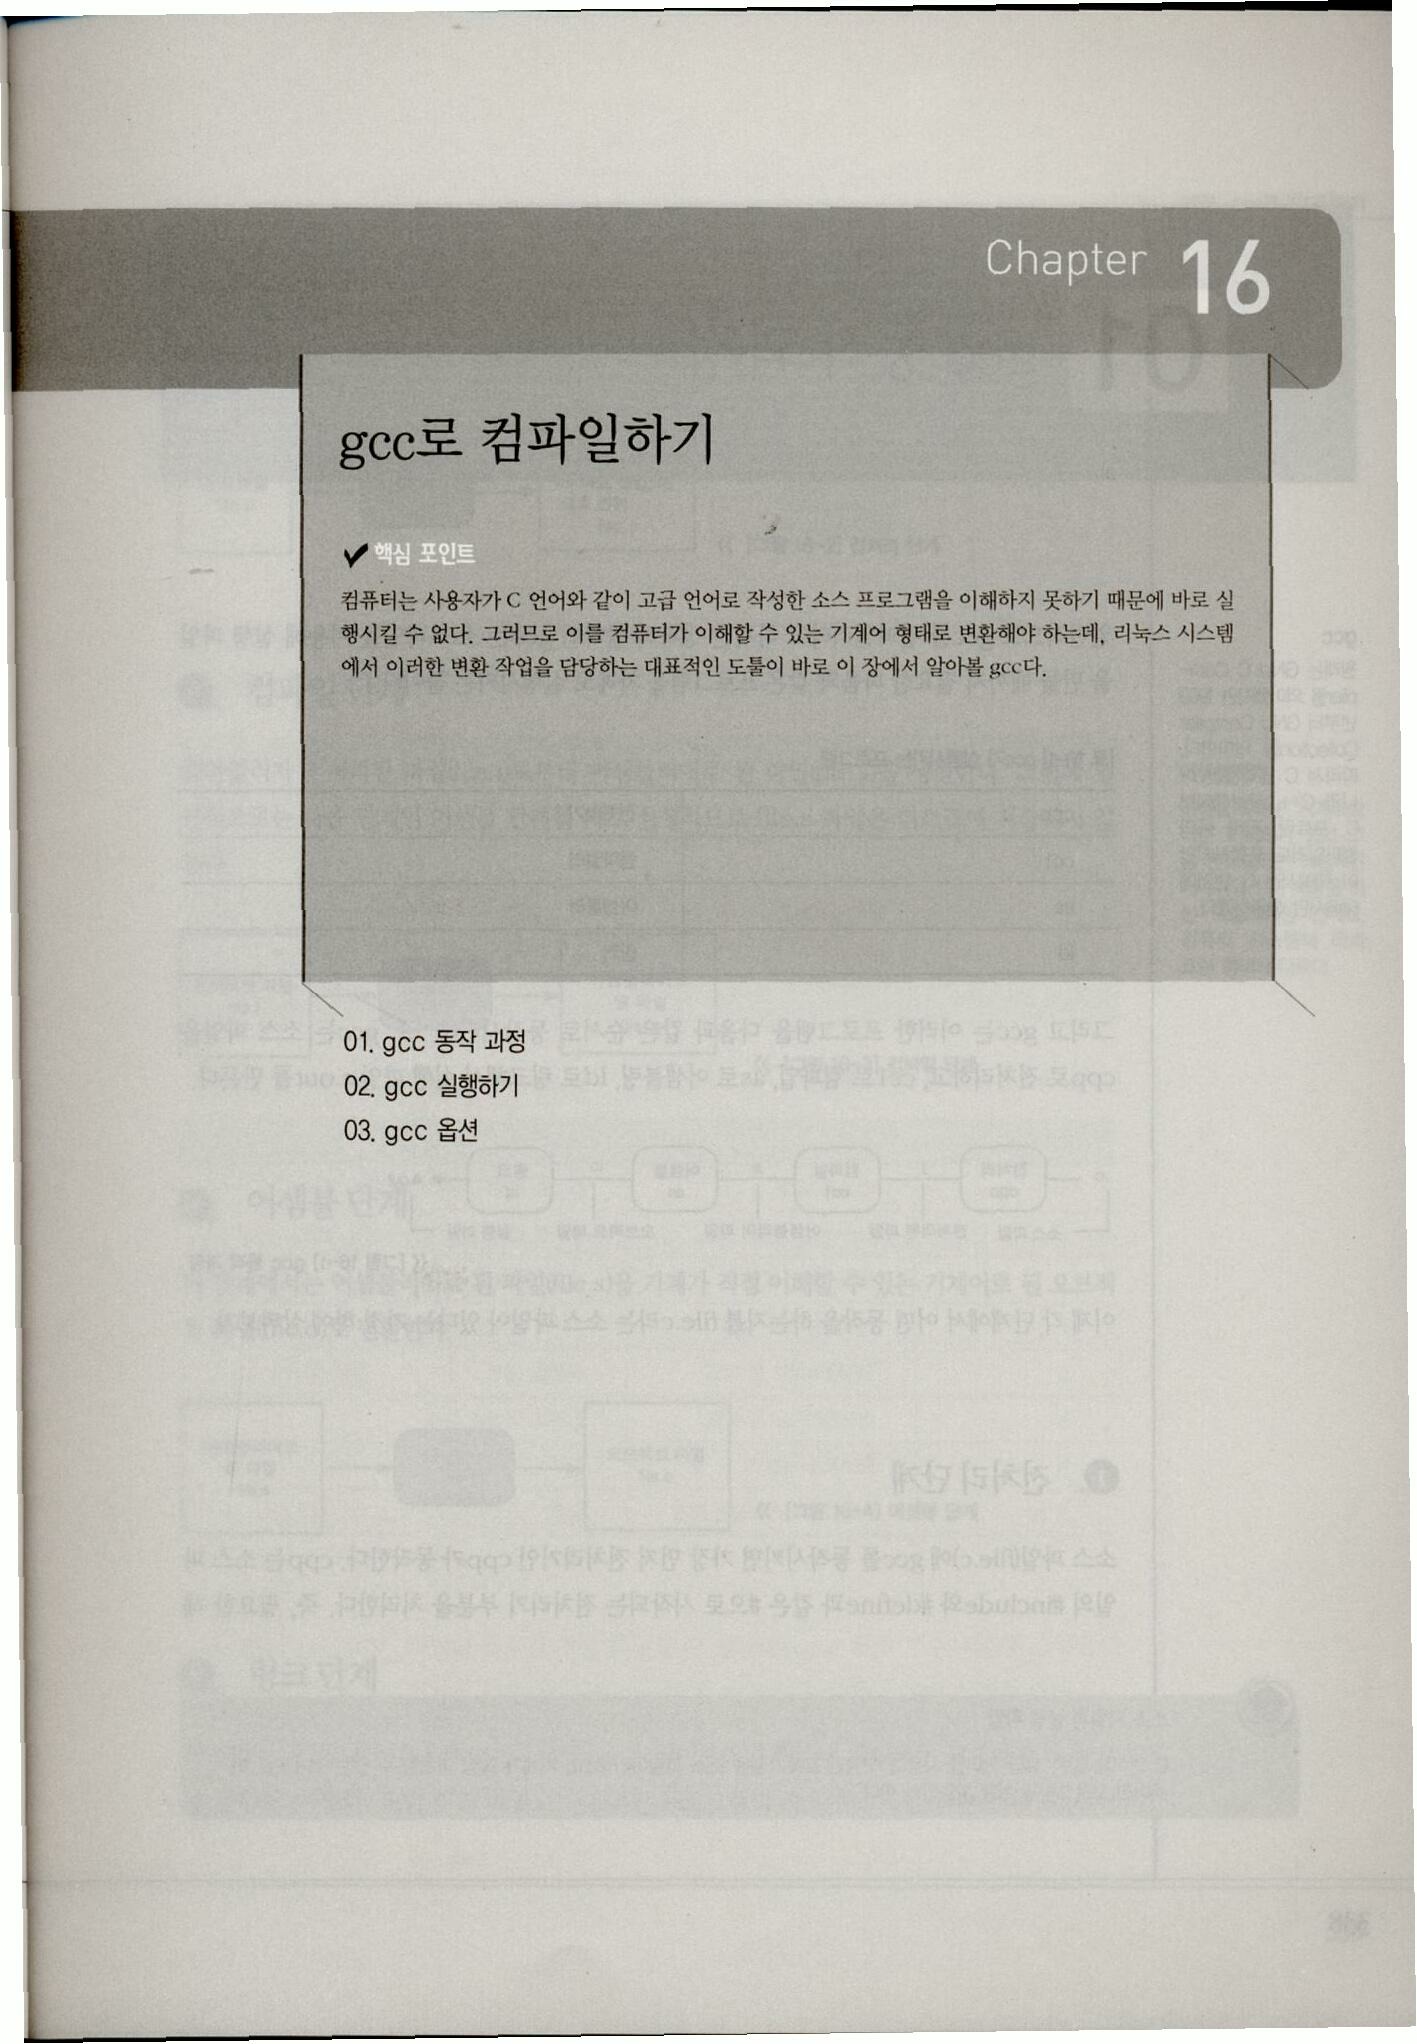 Chapter 16
gcc로 컴파일하기
핵심 포인트
컴퓨터는 사용자가 C 언어와 같이 고급 언어로 작성한 소스 프로그램을 이해하지 못하기 때문에 바로 실
행시킬 수 없다. 그러므로 이를 컴퓨터가 이해할 수 있는 기계어 형태로 변환해야 하는데, 리눅스 시스템
에서 이러한 변환 작업을 담당하는 대표적인 도툴이 바로 이 장에서 알아볼 gcc다.
01. gcc 동작 과정
02. gcc 실행하기
03. gcc 옵션